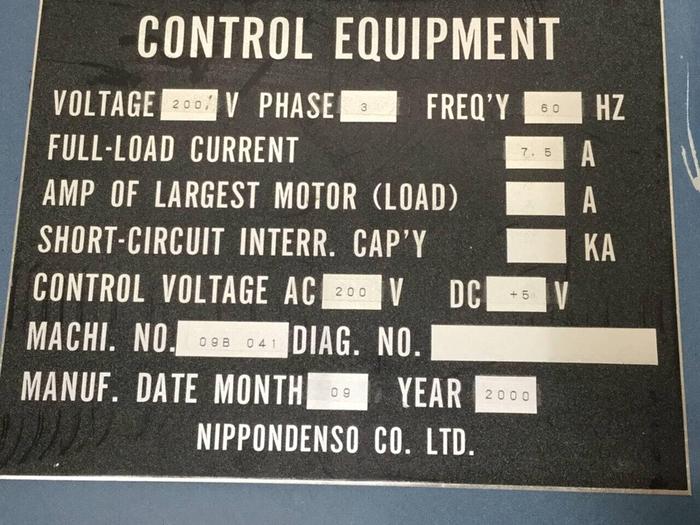 CONTROL EQUIPMENT
VOLTAGE 200 V PHASE 3 FREQ'Y 60 HZ
FULL-LOAD CURRENT 7.5 A
AMP OF LARGEST MOTOR (LOAD) A
SHORT-CIRCUIT INTERR. CAP'Y KA
CONTROL VOLTAGE AC 200 V DC +5 V
MACHI. NO. 09B 041 DIAG. NO.
MANUF. DATE MONTH 09 YEAR 2000
NIPPONDENSO CO. LTD.